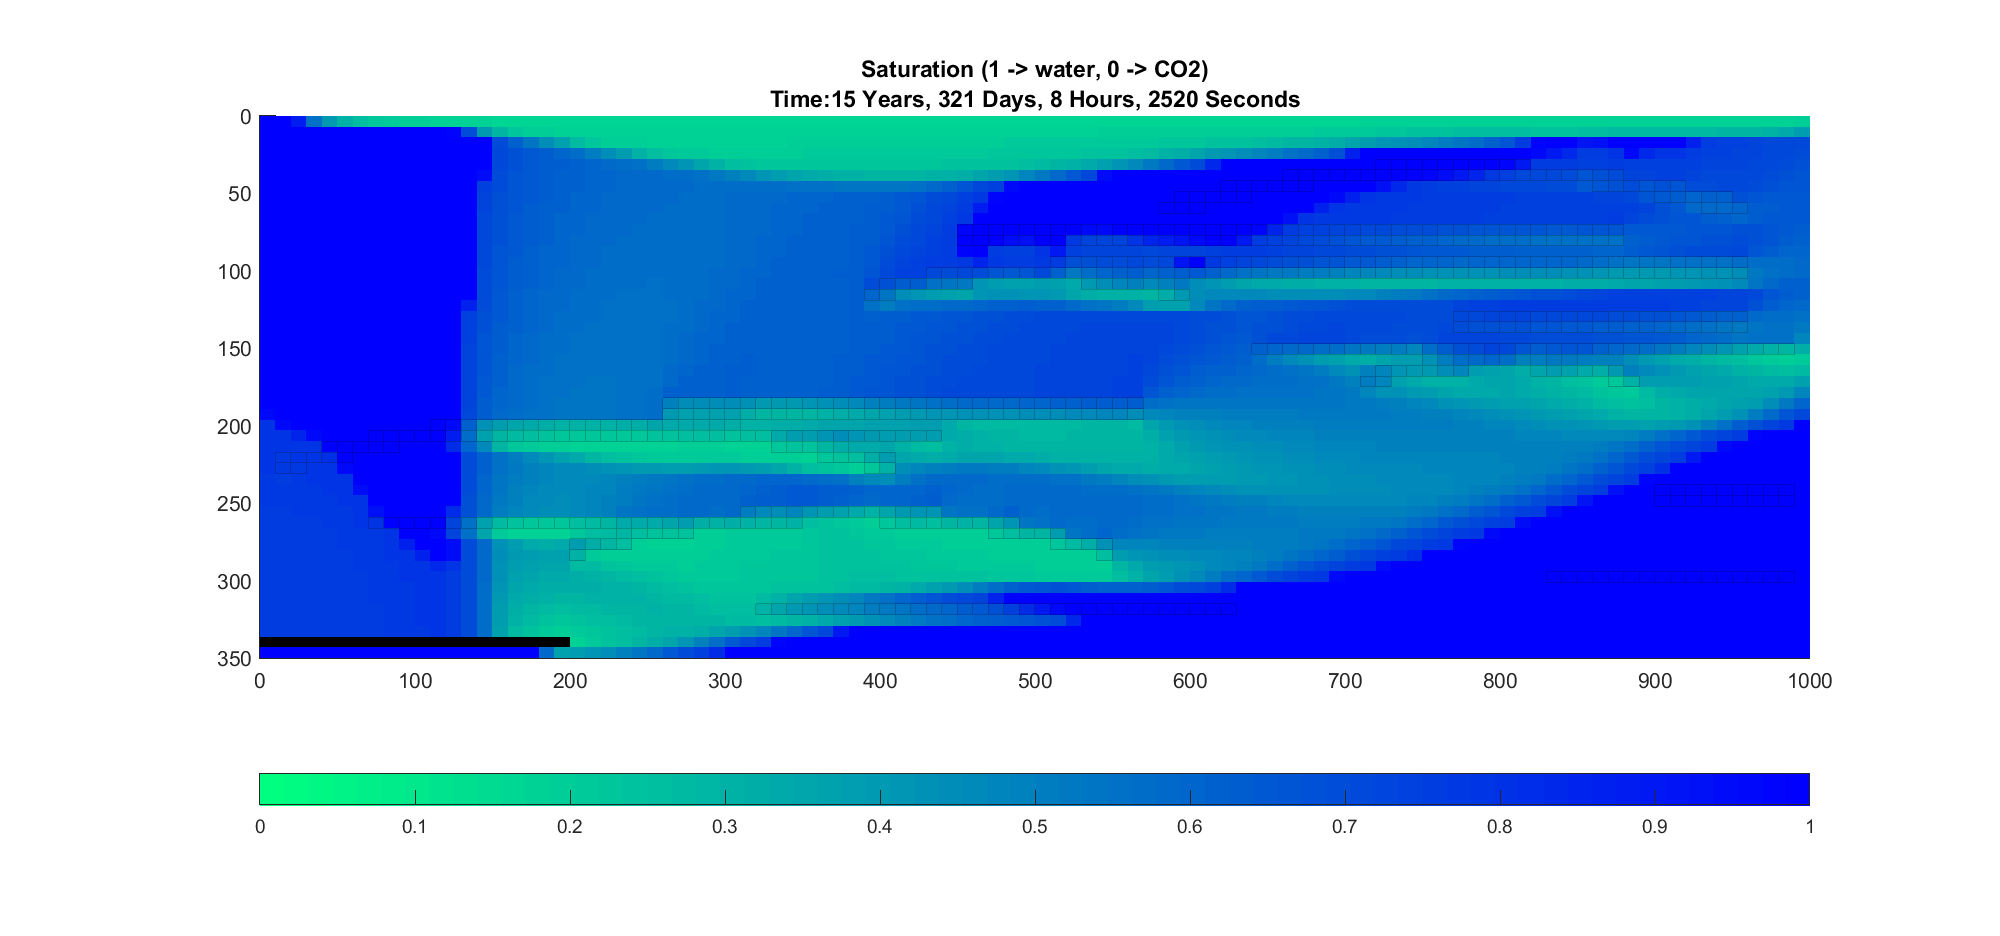 Saturation (1 -> water, 0 -> CO2)
Time:15 Years, 321 Days, 8 Hours, 2520 Seconds
0
50
100
150
200
250
300
350
0 100 200 300 400 500 600 700 800 900 1000
0 0.1 0.2 0.3 0.4 0.5 0.6 0.7 0.8 0.9 1